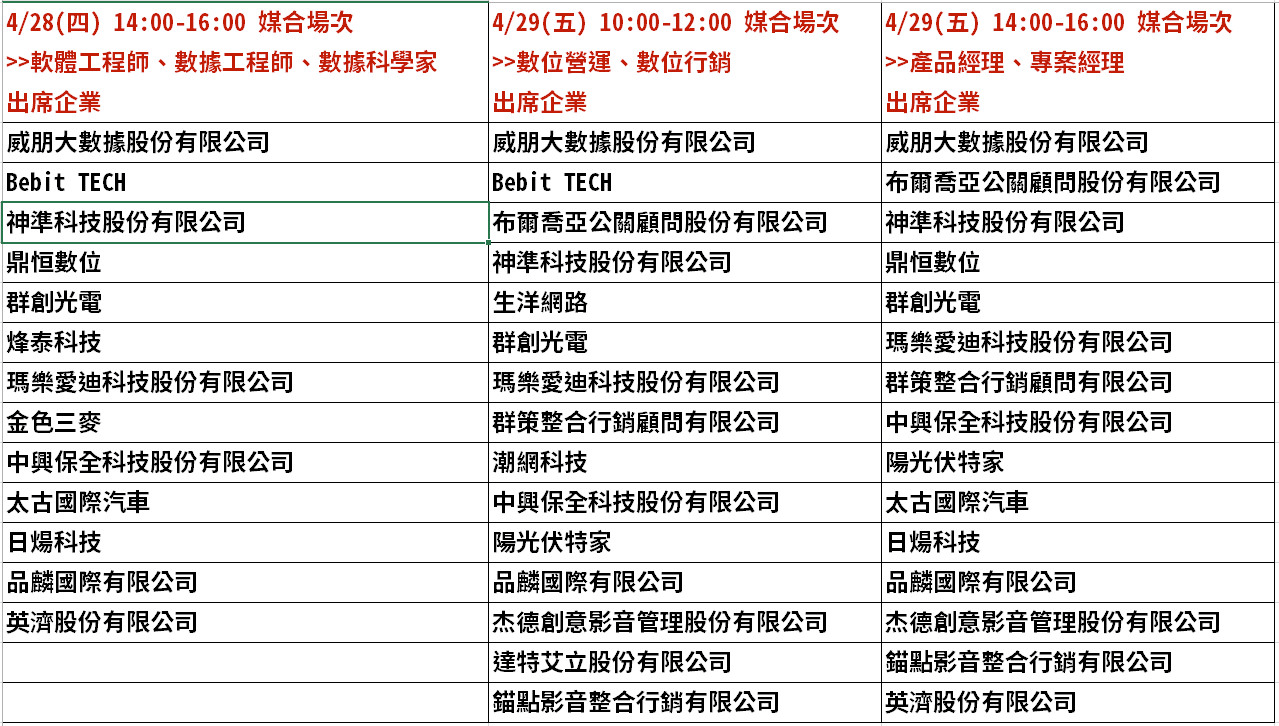 4/28(四) 14:00-16:00 媒合場次
>>軟體工程師、數據工程師、數據科學家
出席企業
威朋大數據股份有限公司
Bebit TECH
神準科技股份有限公司
鼎恒數位
群創光電
烽泰科技
瑪樂愛迪科技股份有限公司
金色三麥
中興保全科技股份有限公司
太古國際汽車
日煬科技
品麟國際有限公司
英濟股份有限公司
4/29(五) 10:00-12:00 媒合場次
>>數位營運、數位行銷
出席企業
威朋大數據股份有限公司
Bebit TECH
布爾喬亞公關顧問股份有限公司
神準科技股份有限公司
生洋網路
群創光電
瑪樂愛迪科技股份有限公司
群策整合行銷顧問有限公司
潮網科技
中興保全科技股份有限公司
陽光伏特家
品麟國際有限公司
杰德創意影音管理股份有限公司
達特艾立股份有限公司
錨點影音整合行銷有限公司
4/29(五) 14:00-16:00 媒合場次
>>產品經理、專案經理
出席企業
威朋大數據股份有限公司
布爾喬亞公關顧問股份有限公司
神準科技股份有限公司
鼎恒數位
群創光電
瑪樂愛迪科技股份有限公司
群策整合行銷顧問有限公司
中興保全科技股份有限公司
陽光伏特家
太古國際汽車
日煬科技
品麟國際有限公司
杰德創意影音管理股份有限公司
錨點影音整合行銷有限公司
英濟股份有限公司